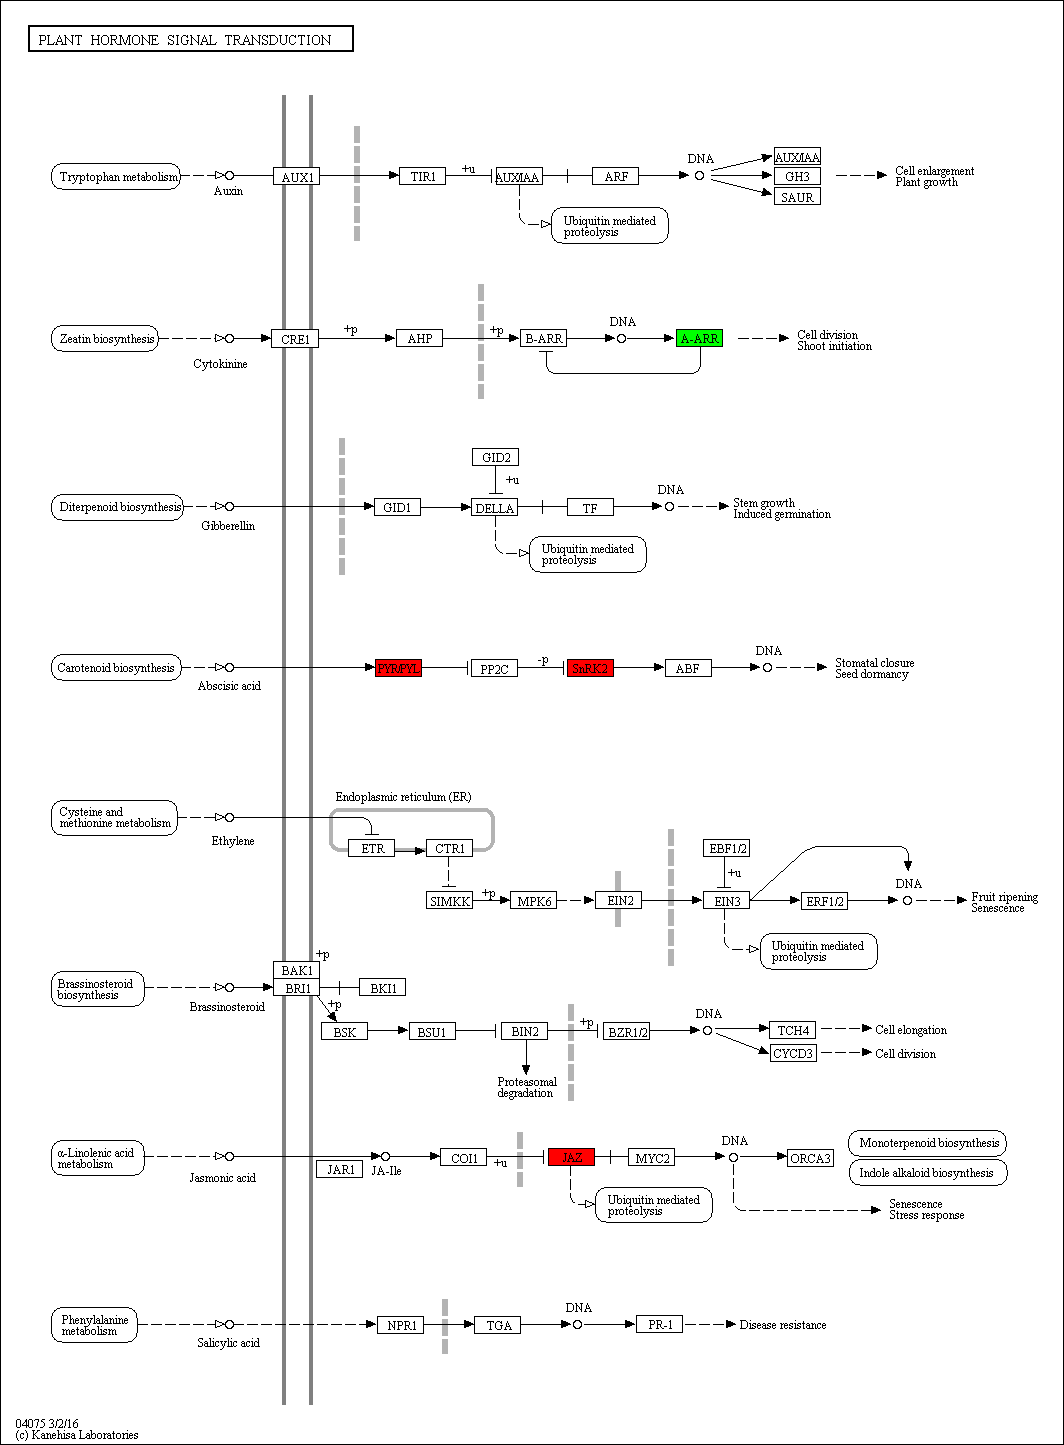 PLANT HORMONE SIGNAL TRANSDUCTION
Tryptophan metabolism
Auxin
AUX1
TIR1
+u
AUX/IAA
ARF
DNA
AUX/IAA
GH3
SAUR
Cell enlargement
Plant growth
Ubiquitin mediated
proteolysis
Zeatin biosynthesis
Cytokinine
CRE1
+p
AHP
+p
B-ARR
DNA
A-ARR
Cell division
Shoot initiation
GID2
+u
Diterpenoid biosynthesis
Gibberellin
GID1
DELLA
TF
DNA
Stem growth
Induced germination
Ubiquitin mediated
proteolysis
Carotenoid biosynthesis
Abscisic acid
PYR/PYL
PP2C
-p
SnRK2
ABF
DNA
Stomatal closure
Seed dormancy
Endoplasmic reticulum (ER)
Cysteine and
methionine metabolism
Ethylene
ETR
CTR1
SIMKK
+p
MPK6
EIN2
EBF1/2
+u
EIN3
ERF1/2
DNA
Fruit ripening
Senescence
Ubiquitin mediated
proteolysis
Brassinosteroid
biosynthesis
Brassinosteroid
BAK1
+p
BRI1
BKI1
+p
BSK
BSU1
BIN2
+p
BZR1/2
DNA
TCH4
Cell elongation
CYCD3
Cell division
Proteasomal
degradation
α-Linolenic acid
metabolism
Jasmonic acid
JAR1
JA-Ile
COI1
+u
JAZ
MYC2
DNA
ORCA3
Monoterpenoid biosynthesis
Indole alkaloid biosynthesis
Ubiquitin mediated
proteolysis
Senescence
Stress response
Phenylalanine
metabolism
Salicylic acid
NPR1
TGA
DNA
PR-1
Disease resistance
04075 3/2/16
(c) Kanehisa Laboratories